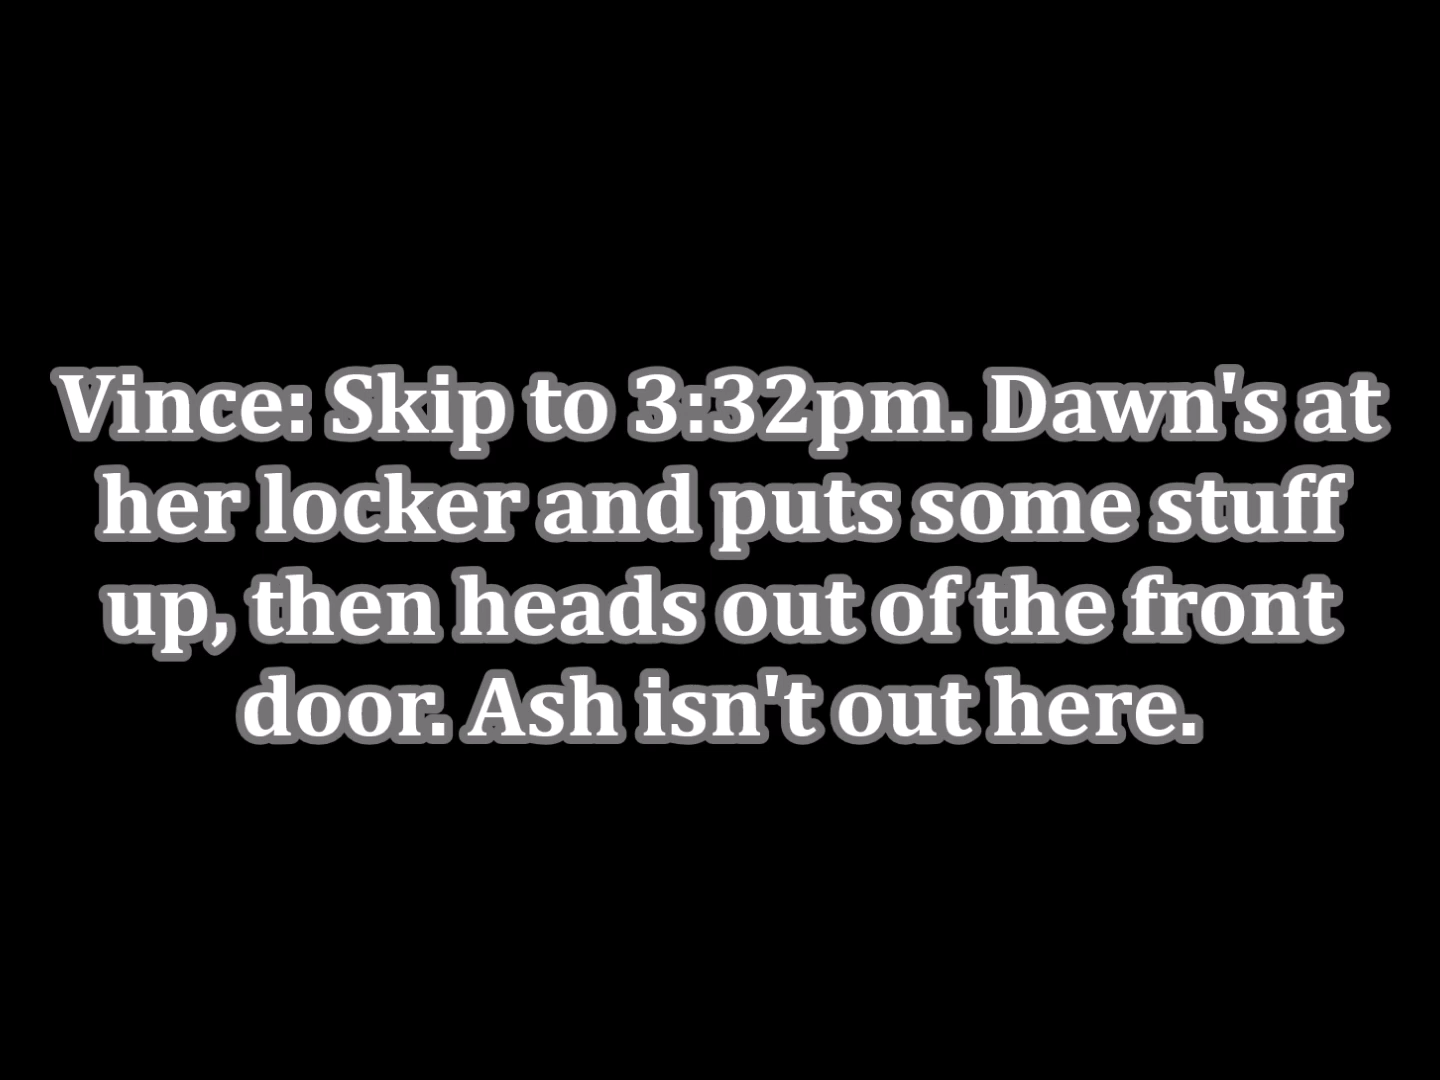 Vince: Skip to 3:32pm. Dawn's at
her locker and puts some stuff
up, then heads out of the front
door. Ash isn't out here.